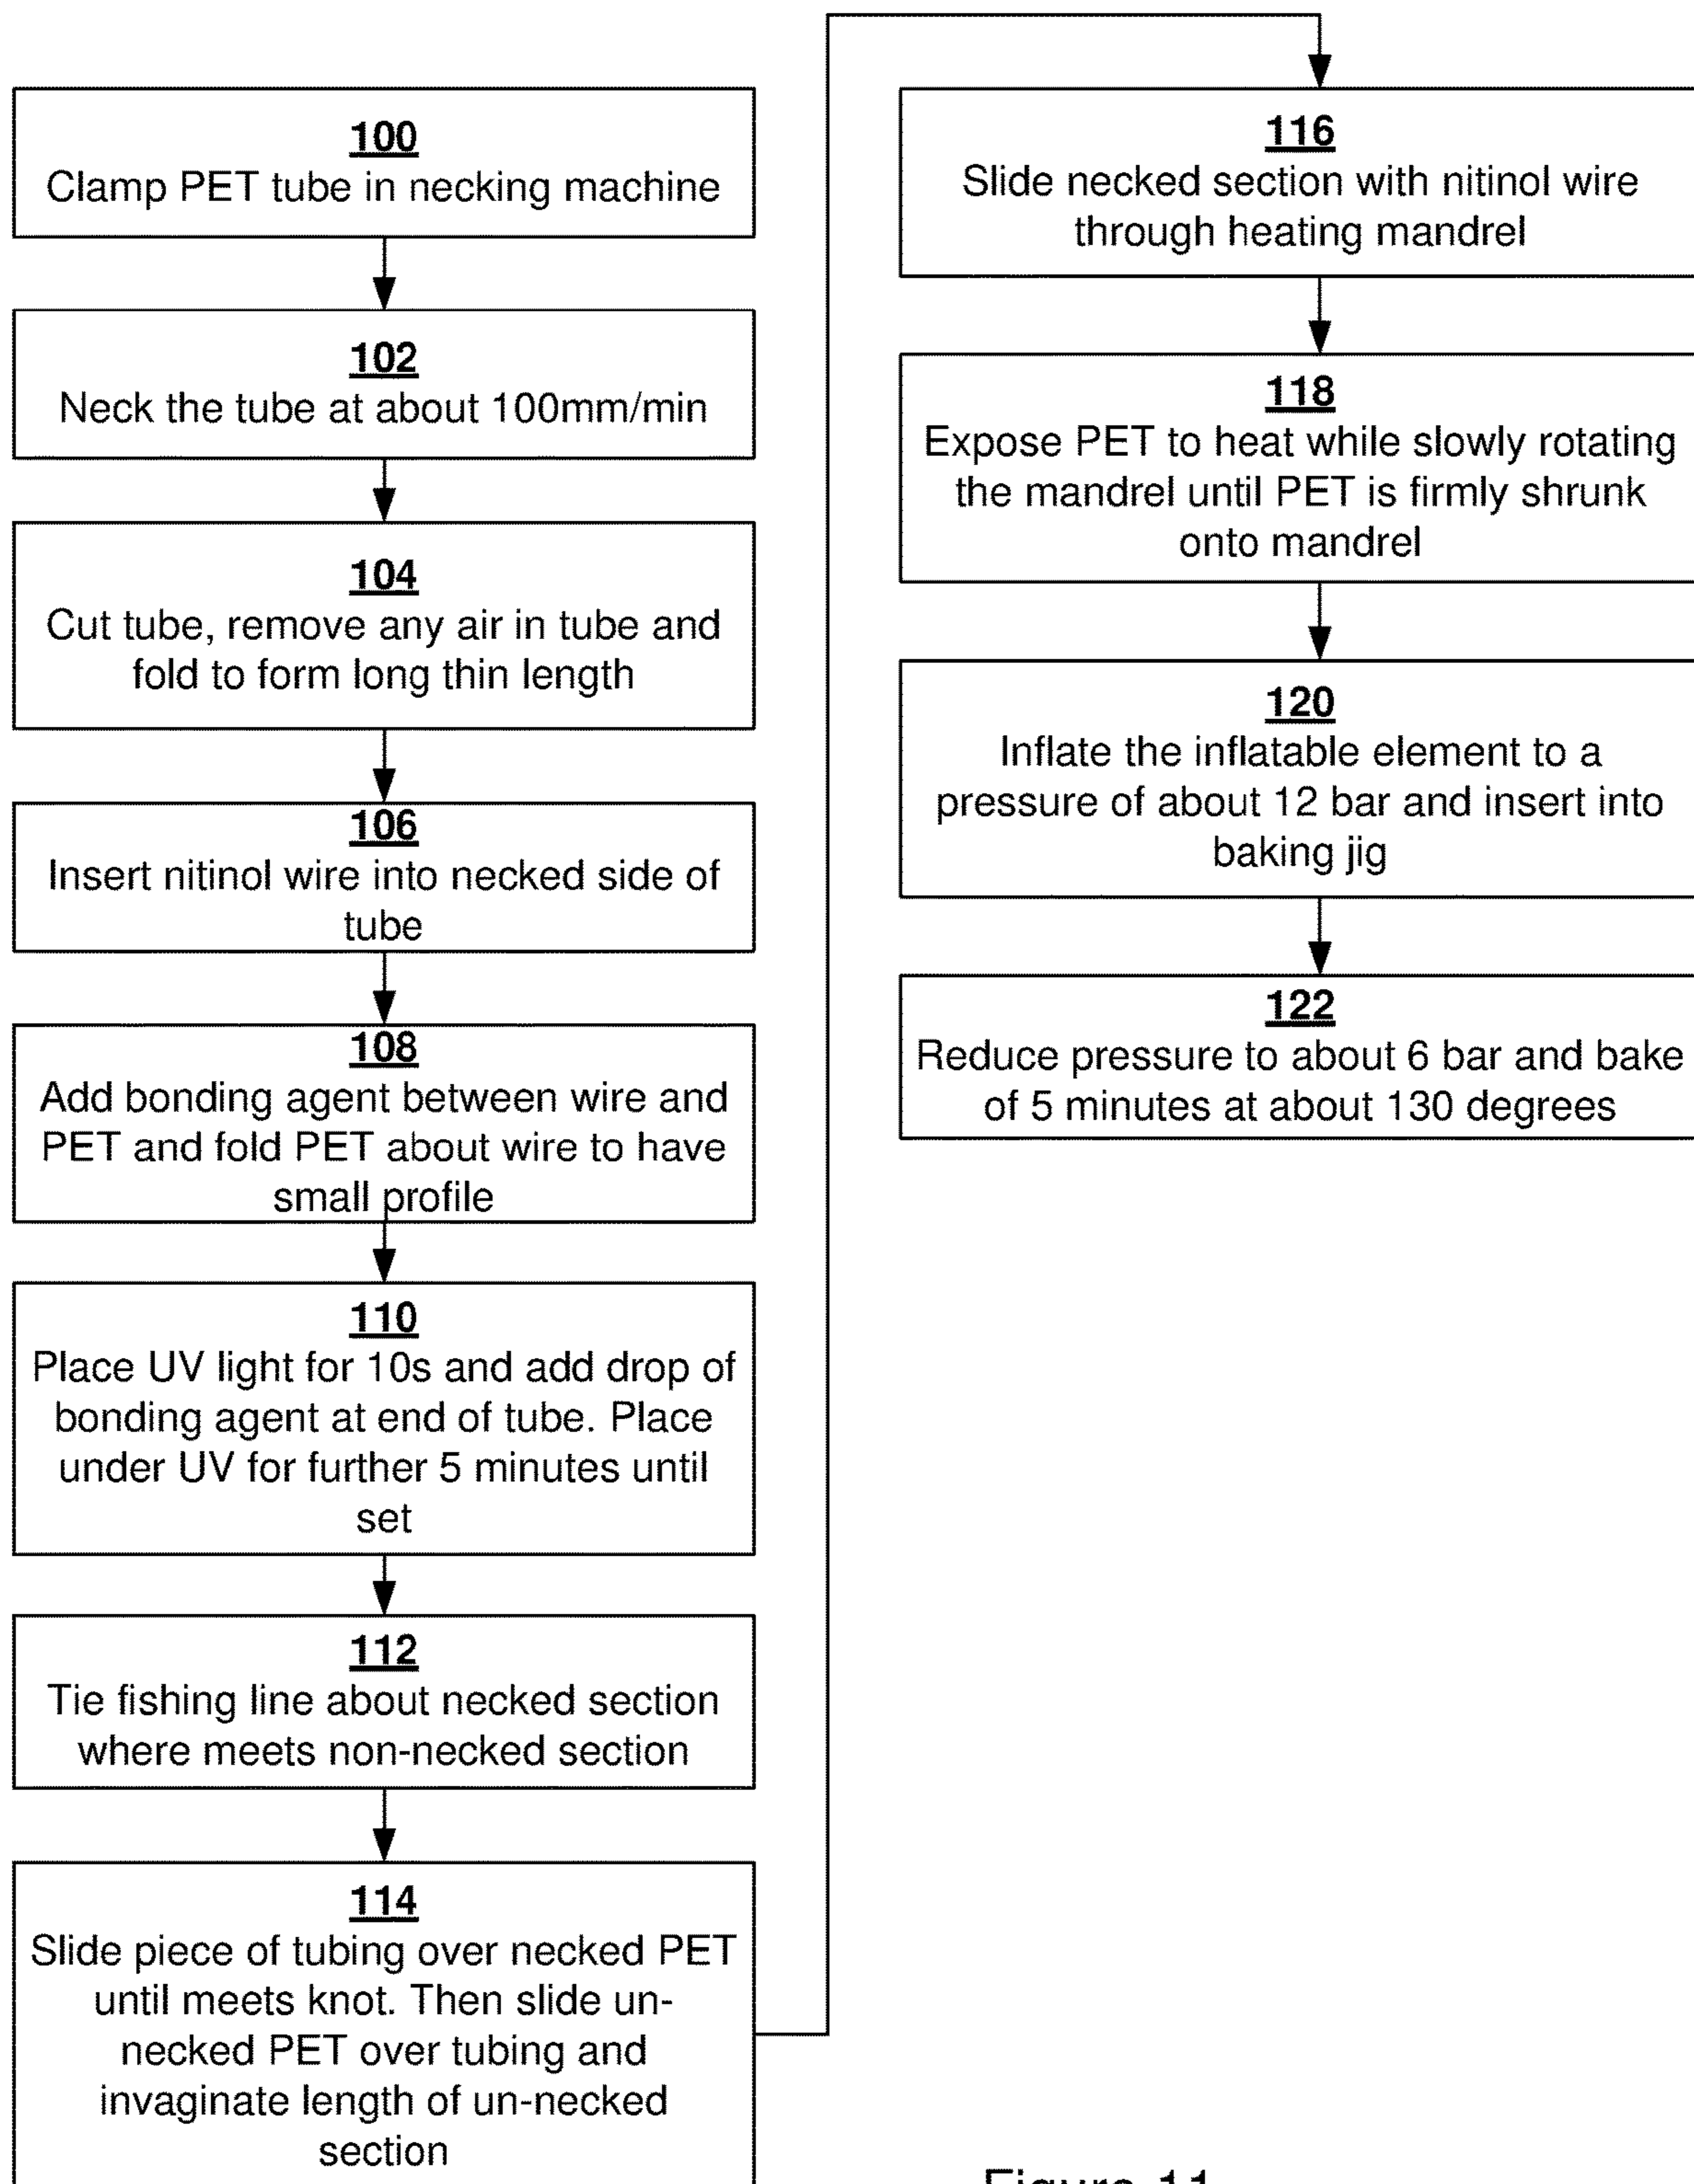 100
Clamp PET tube in necking machine
102
Neck the tube at about 100mm/min
104
Cut tube, remove any air in tube and
fold to form long thin length
106
Insert nitinol wire into necked side of
tube
108
Add bonding agent between wire and
PET and fold PET about wire to have
small profile
110
Place UV light for 10s and add drop of
bonding agent at end of tube. Place
under UV for further 5 minutes until
set
112
Tie fishing line about necked section
where meets non-necked section
114
Slide piece of tubing over necked PET
until meets knot. Then slide un-
necked PET over tubing and
invaginate length of un-necked
section
116
Slide necked section with nitinol wire
through heating mandrel
118
Expose PET to heat while slowly rotating
the mandrel until PET is firmly shrunk
onto mandrel
120
Inflate the inflatable element to a
pressure of about 12 bar and insert into
baking jig
122
Reduce pressure to about 6 bar and bake
of 5 minutes at about 130 degrees
Figure 11